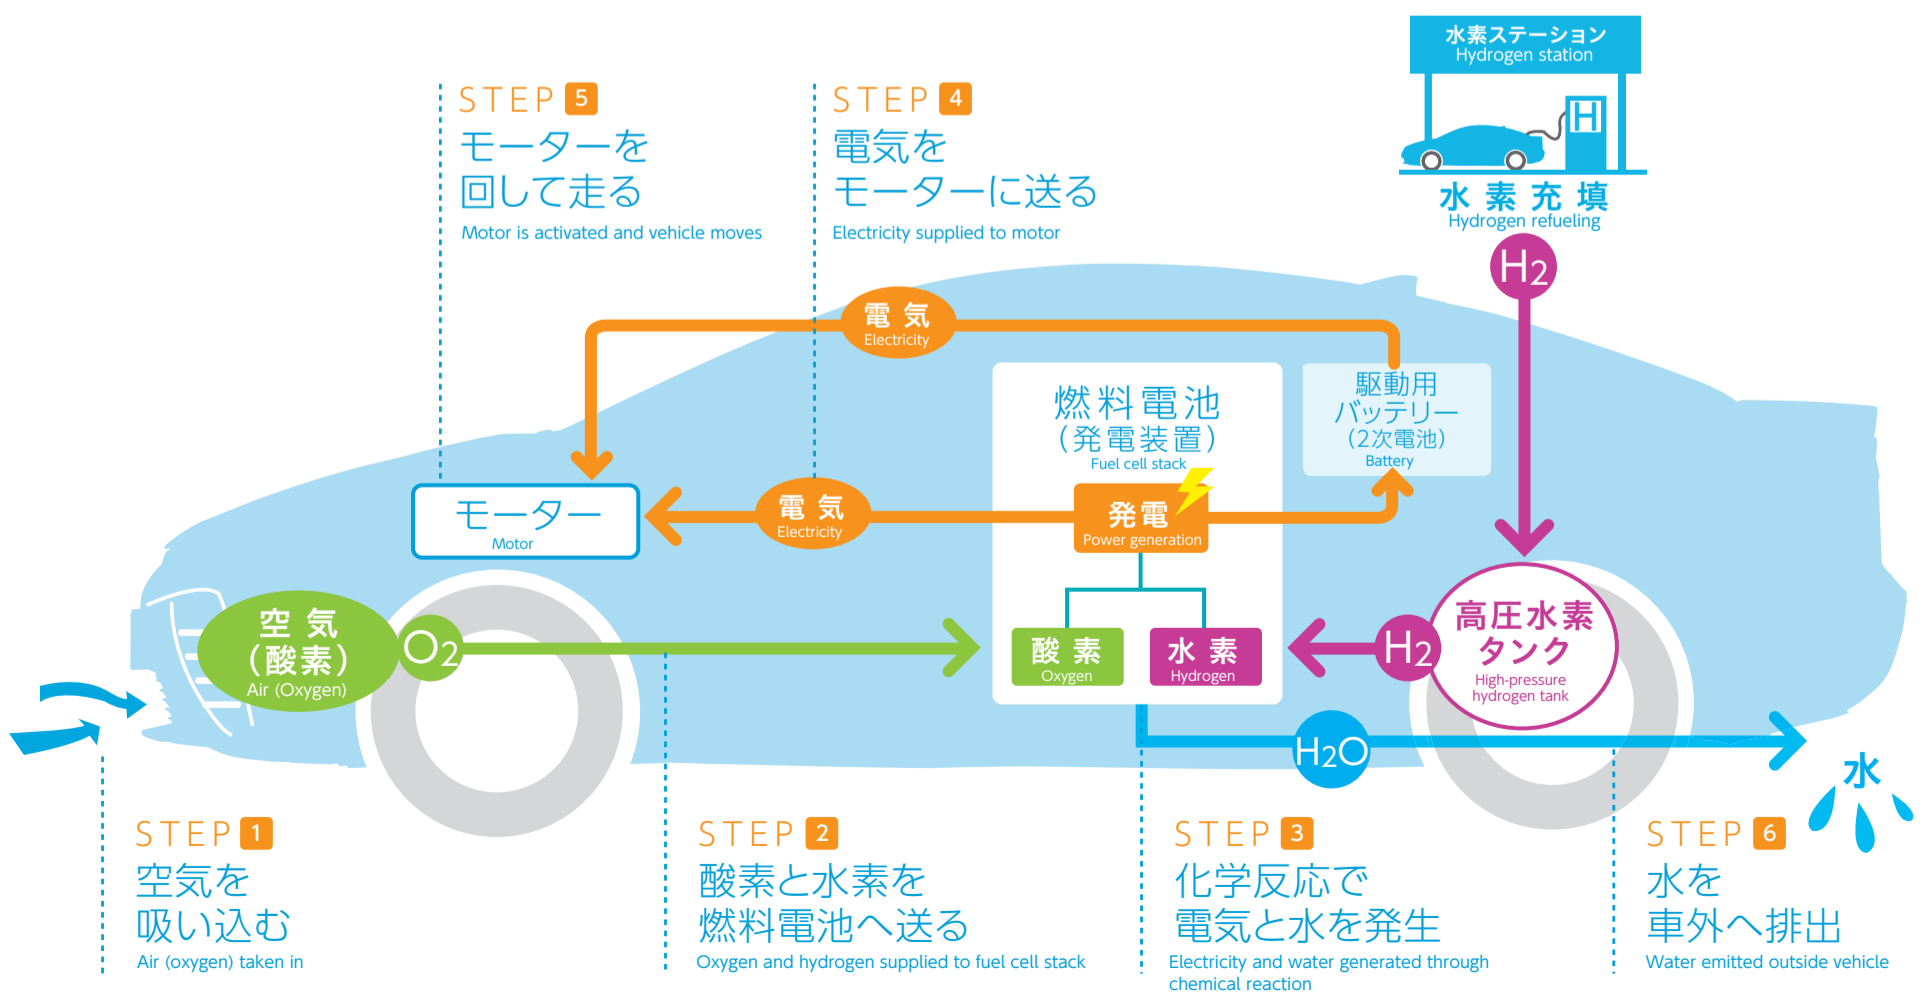 水素ステーション
Hydrogen station
H
水素充填
Hydrogen refueling
H2
STEP 5
モーターを
回して走る
Motor is activated and vehicle moves
STEP 4
電気を
モーターに送る
Electricity supplied to motor
電気
Electricity
燃料電池
（発電装置）
Fuel cell stack
駆動用
バッテリー
（2次電池）
Battery
モーター
Motor
電気
Electricity
発電
Power generation
空気
（酸素）
Air (Oxygen)
O2
酸素
Oxygen
水素
Hydrogen
H2
高圧水素
タンク
High-pressure
hydrogen tank
H2O
水
STEP 1
空気を
吸い込む
Air (oxygen) taken in
STEP 2
酸素と水素を
燃料電池へ送る
Oxygen and hydrogen supplied to fuel cell stack
STEP 3
化学反応で
電気と水を発生
Electricity and water generated through
chemical reaction
STEP 6
水を
車外へ排出
Water emitted outside vehicle